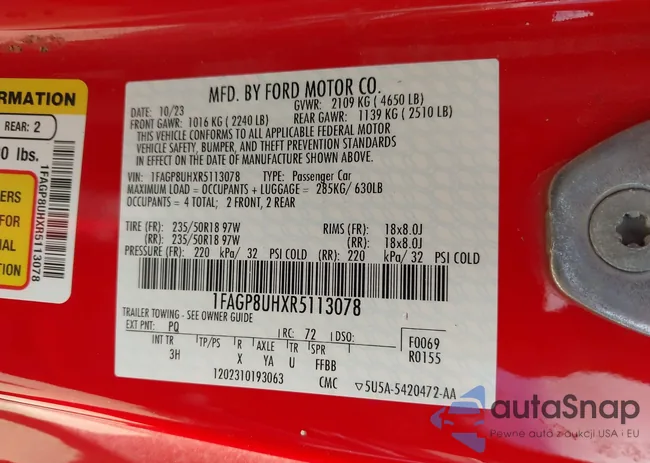 ORMATION
REAR: 2
0 lbs.
ERS
FOR
IAL
ION
1FAGP8UHXR5113078
MFD. BY FORD MOTOR CO.
DATE: 10/23 GVWR: 2109 KG ( 4650 LB)
FRONT GAWR: 1016 KG ( 2240 LB) REAR GAWR: 1139 KG ( 2510 LB)
THIS VEHICLE CONFORMS TO ALL APPLICABLE FEDERAL MOTOR
VEHICLE SAFETY, BUMPER, AND THEFT PREVENTION STANDARDS
IN EFFECT ON THE DATE OF MANUFACTURE SHOWN ABOVE.
VIN: 1FAGP8UHXR5113078 TYPE: Passenger Car
MAXIMUM LOAD = OCCUPANTS + LUGGAGE = 285KG/ 630LB
OCCUPANTS = 4 TOTAL; 2 FRONT, 2 REAR
TIRE (FR): 235/50R18 97W RIMS (FR): 18x8.0J
(RR): 235/50R18 97W (RR): 18x8.0J
PRESSURE (FR): 220 kPa/ 32 PSI COLD (RR): 220 kPa/ 32 PSI COLD
1FAGP8UHXR5113078
TRAILER TOWING - SEE OWNER GUIDE
EXT PNT: PQ RC: 72 DSO: F0069
INT TR TP/PS R AXLE TR SPR R0155
3H X YA U FFBB
1202310193063 CMC ▽5U5A-5420472-AA
autaSnap
Pewne auto z aukcji USA i EU